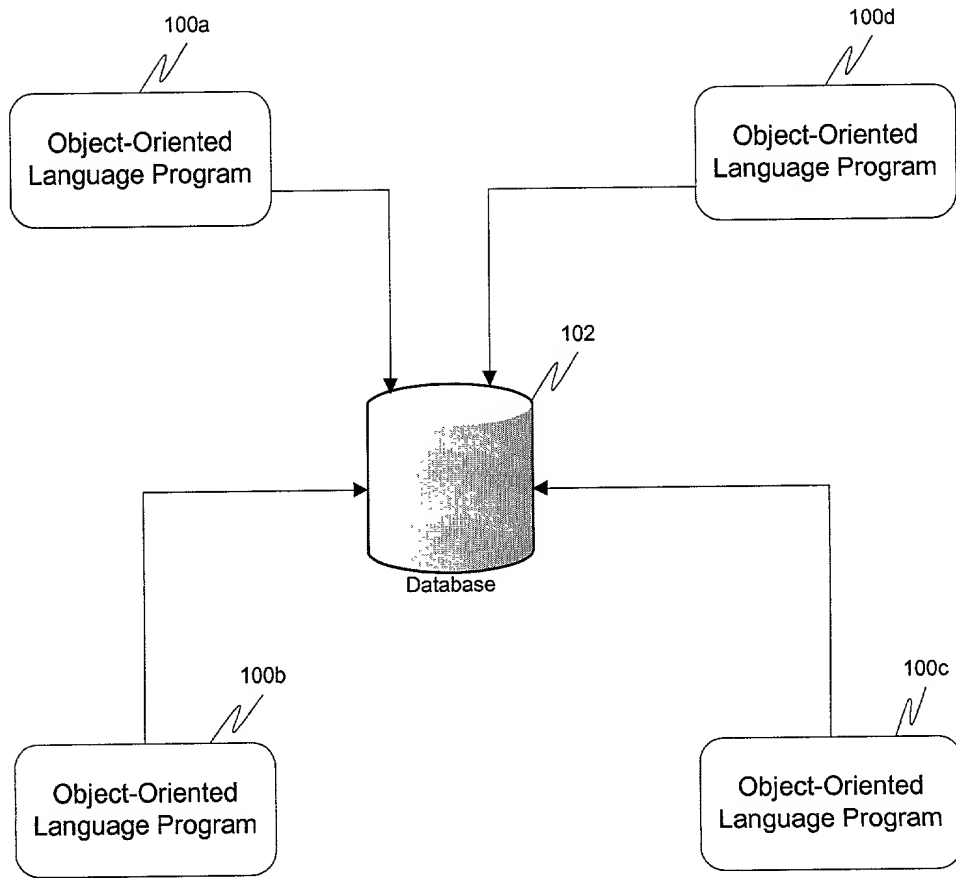 100a
Object-Oriented
Language Program
100d
Object-Oriented
Language Program
102
Database
100b
Object-Oriented
Language Program
100c
Object-Oriented
Language Program